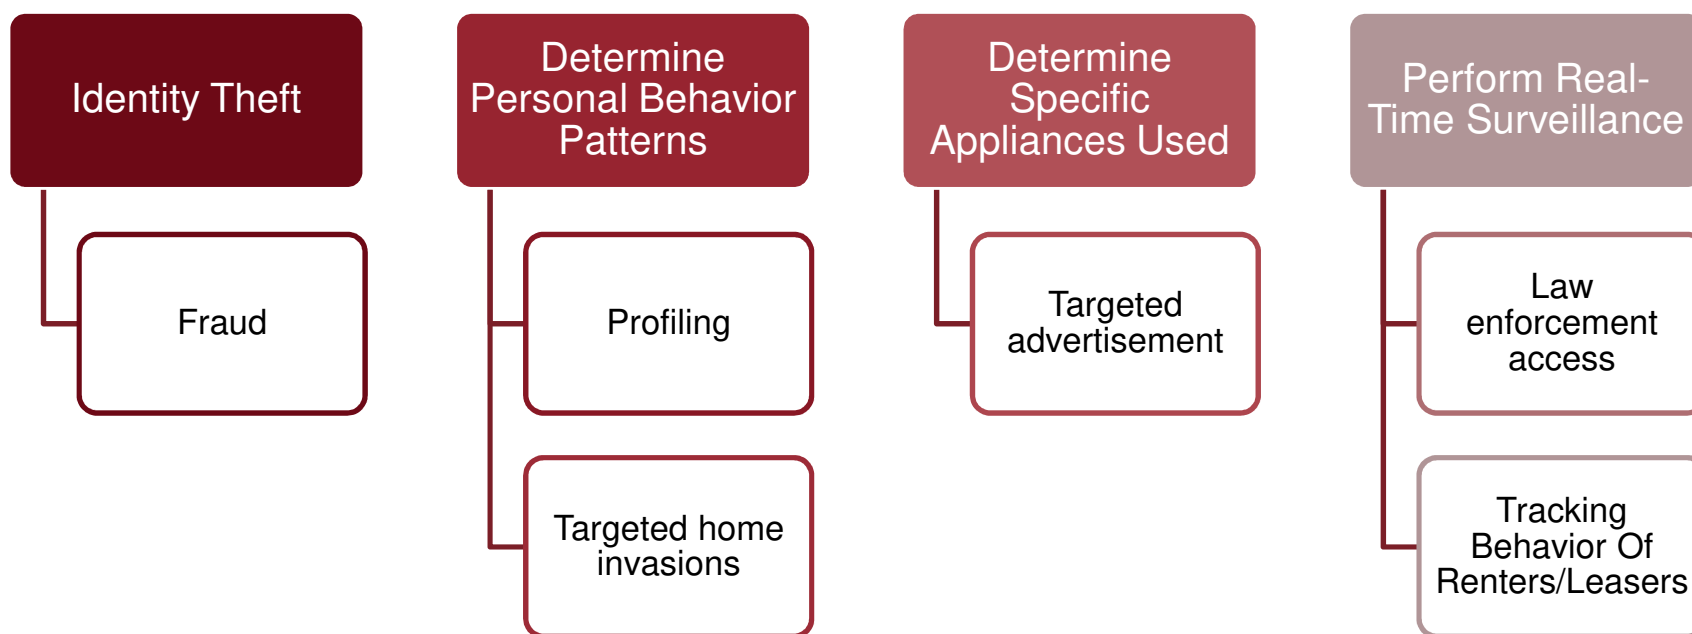 Identity Theft
Fraud
Determine
Personal Behavior
Patterns
Profiling
Targeted home
invasions
Determine
Specific
Appliances Used
Targeted
advertisement
Perform Real-
Time Surveillance
Law
enforcement
access
Tracking
Behavior Of
Renters/Leasers